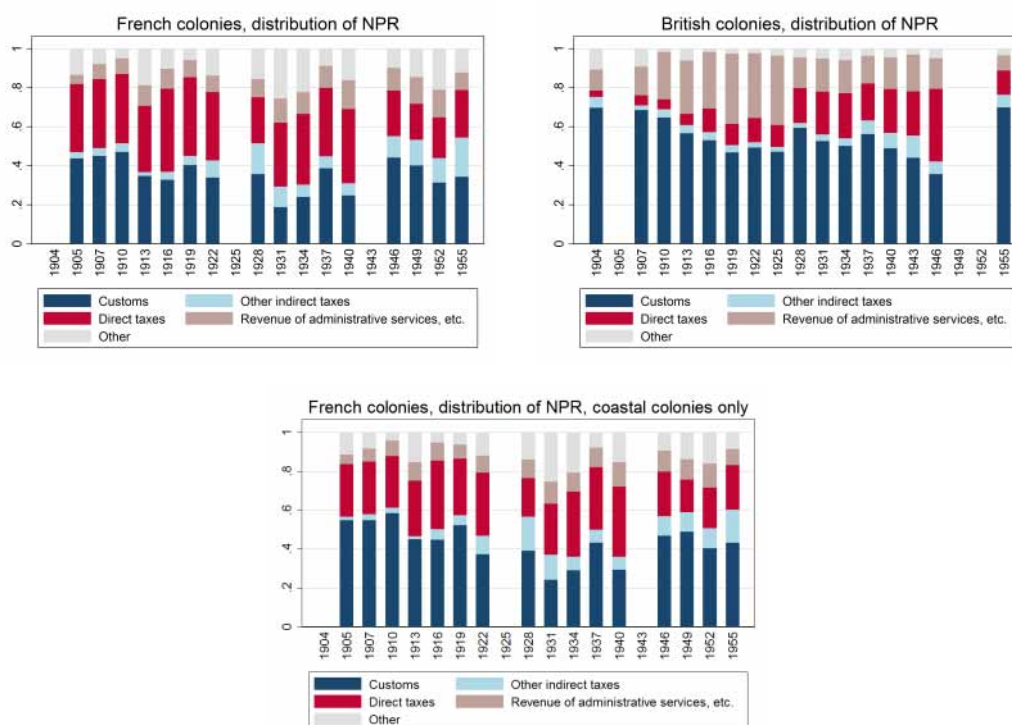 French colonies, distribution of NPR
1
.8
.6
.4
.2
0
1904 1905 1907 1910 1913 1916 1919 1922 1925 1928 1931 1934 1937 1940 1943 1946 1949 1952 1955
Customs Other indirect taxes
Direct taxes Revenue of administrative services, etc.
Other
British colonies, distribution of NPR
1
.8
.6
.4
.2
0
1904 1905 1907 1910 1913 1916 1919 1922 1925 1928 1931 1934 1937 1940 1943 1946 1949 1952 1955
Customs Other indirect taxes
Direct taxes Revenue of administrative services, etc.
Other
French colonies, distribution of NPR, coastal colonies only
1
.8
.6
.4
.2
0
1904 1905 1907 1910 1913 1916 1919 1922 1925 1928 1931 1934 1937 1940 1943 1946 1949 1952 1955
Customs Other indirect taxes
Direct taxes Revenue of administrative services, etc.
Other